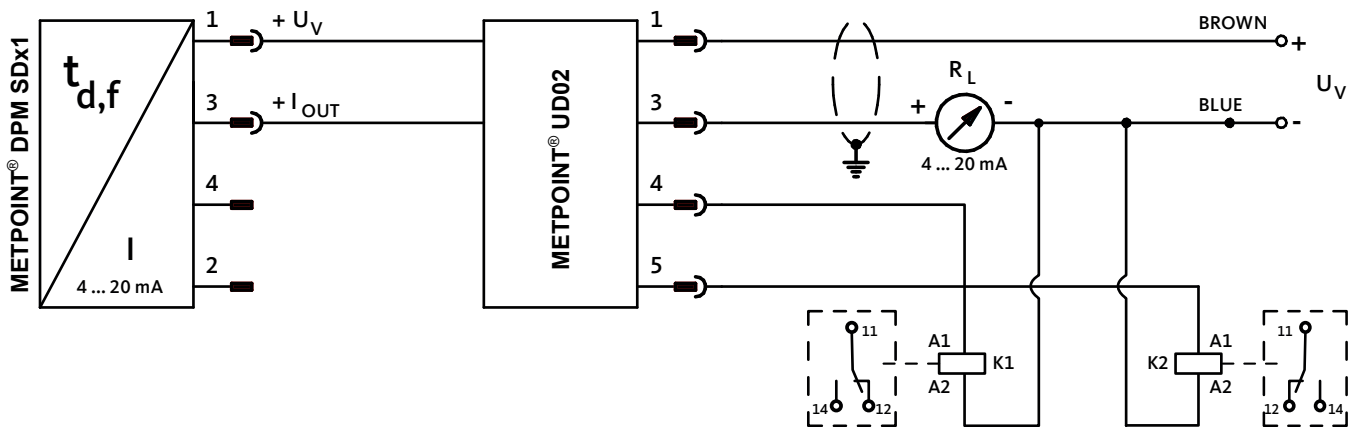 METPOINT® DPM SDx1
t d,f
I
4 ... 20 mA
1
+ U V
3
+ I OUT
4
2
METPOINT® UD02
1
3
4
5
BROWN
+
U V
R L
+
-
4 ... 20 mA
BLUE
-
11
14
12
A1
K1
A2
A1
K2
A2
11
12
14